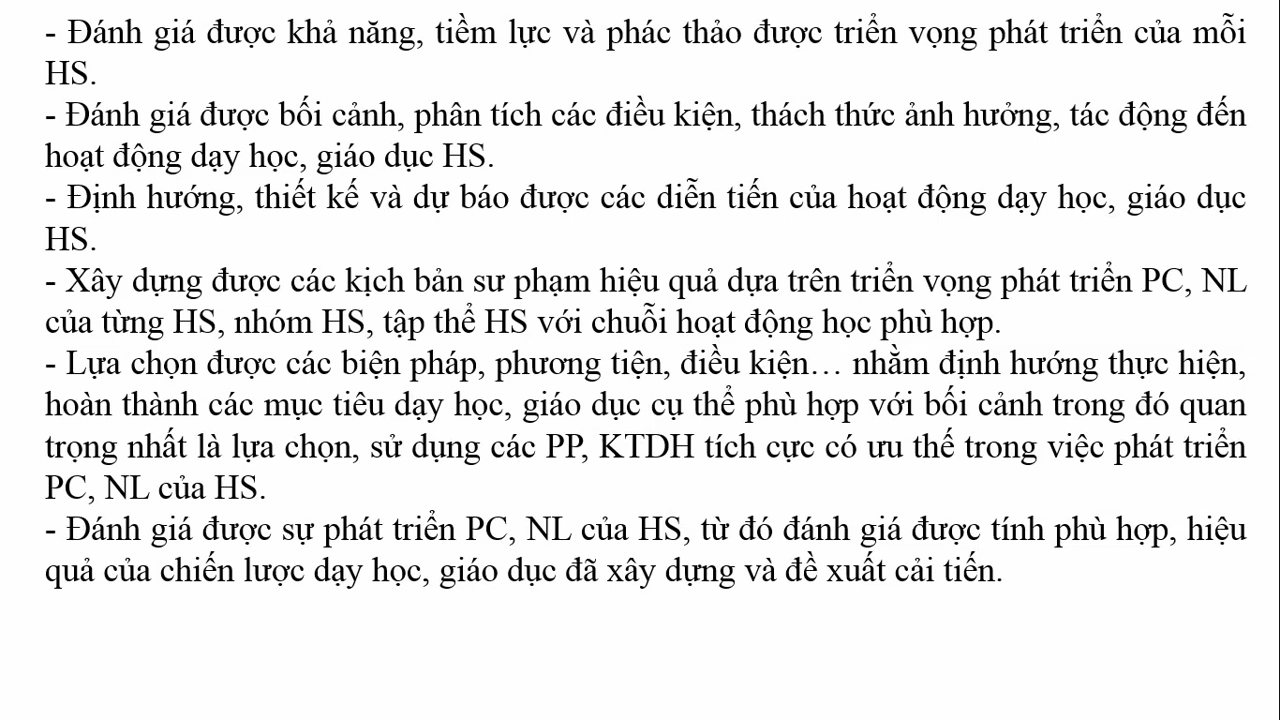 - Đánh giá được khả năng, tiềm lực và phác thảo được triển vọng phát triển của mỗi
HS.
- Đánh giá được bối cảnh, phân tích các điều kiện, thách thức ảnh hưởng, tác động đến
hoạt động dạy học, giáo dục HS.
- Định hướng, thiết kế và dự báo được các diễn tiến của hoạt động dạy học, giáo dục
HS.
- Xây dựng được các kịch bản sư phạm hiệu quả dựa trên triển vọng phát triển PC, NL
của từng HS, nhóm HS, tập thể HS với chuỗi hoạt động học phù hợp.
- Lựa chọn được các biện pháp, phương tiện, điều kiện… nhằm định hướng thực hiện,
hoàn thành các mục tiêu dạy học, giáo dục cụ thể phù hợp với bối cảnh trong đó quan
trọng nhất là lựa chọn, sử dụng các PP, KTDH tích cực có ưu thế trong việc phát triển
PC, NL của HS.
- Đánh giá được sự phát triển PC, NL của HS, từ đó đánh giá được tính phù hợp, hiệu
quả của chiến lược dạy học, giáo dục đã xây dựng và đề xuất cải tiến.